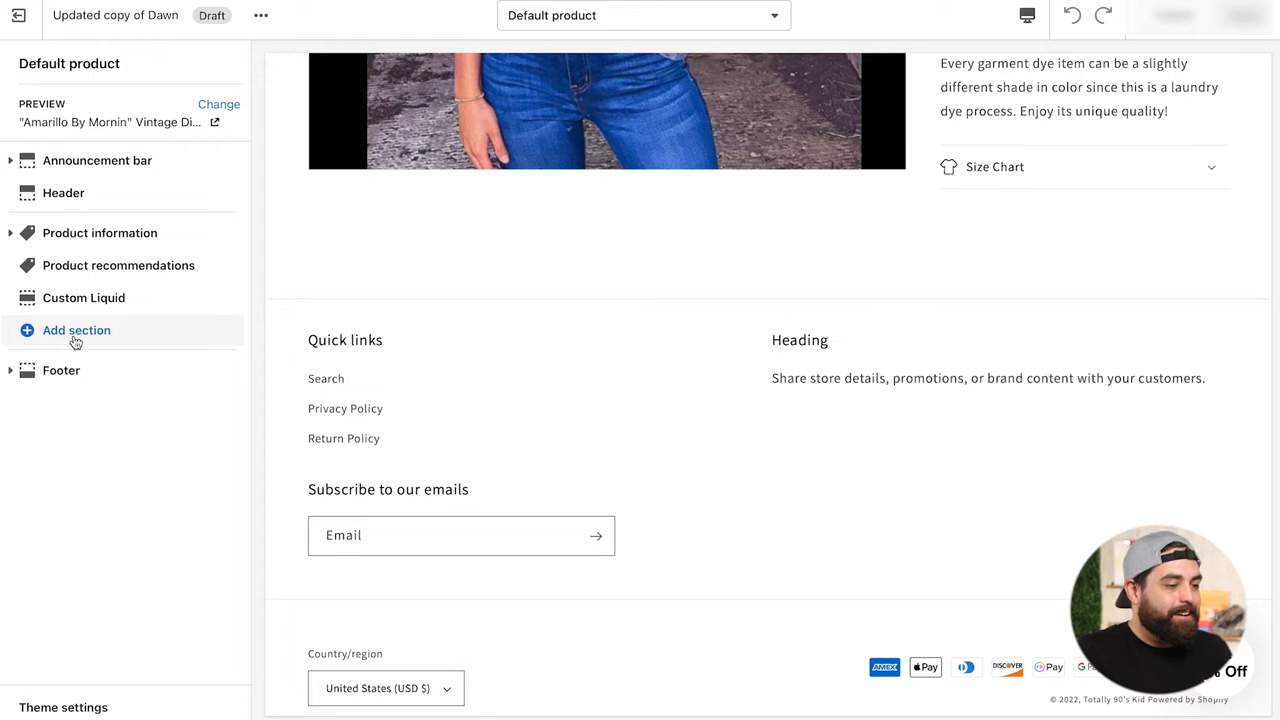 Updated copy of Dawn
Draft
Default product
Default product
PREVIEW
Change
"Amarillo By Mornin" Vintage Di...
Announcement bar
Header
Product information
Product recommendations
Custom Liquid
Add section
Footer
Theme settings
Every garment dye item can be a slightly
different shade in color since this is a laundry
dye process. Enjoy its unique quality!
Size Chart
Quick links
Search
Privacy Policy
Return Policy
Heading
Share store details, promotions, or brand content with your customers.
Subscribe to our emails
Email
Country/region
United States (USD $)
AMEX
Pay
DISCOVER
Pay
% Off
© 2022, Totally 90's Kid Powered by Shopify